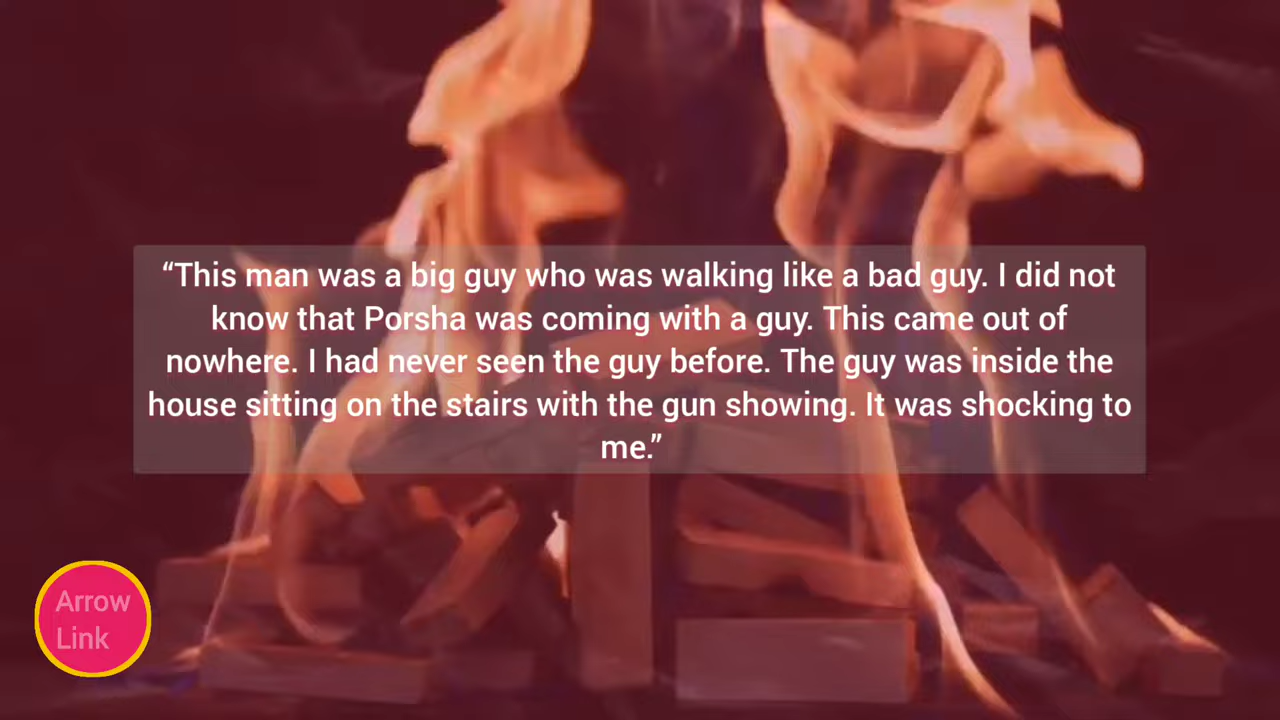 “This man was a big guy who was walking like a bad guy. I did not
know that Porsha was coming with a guy. This came out of
nowhere. I had never seen the guy before. The guy was inside the
house sitting on the stairs with the gun showing. It was shocking to
me.”
Arrow
Link